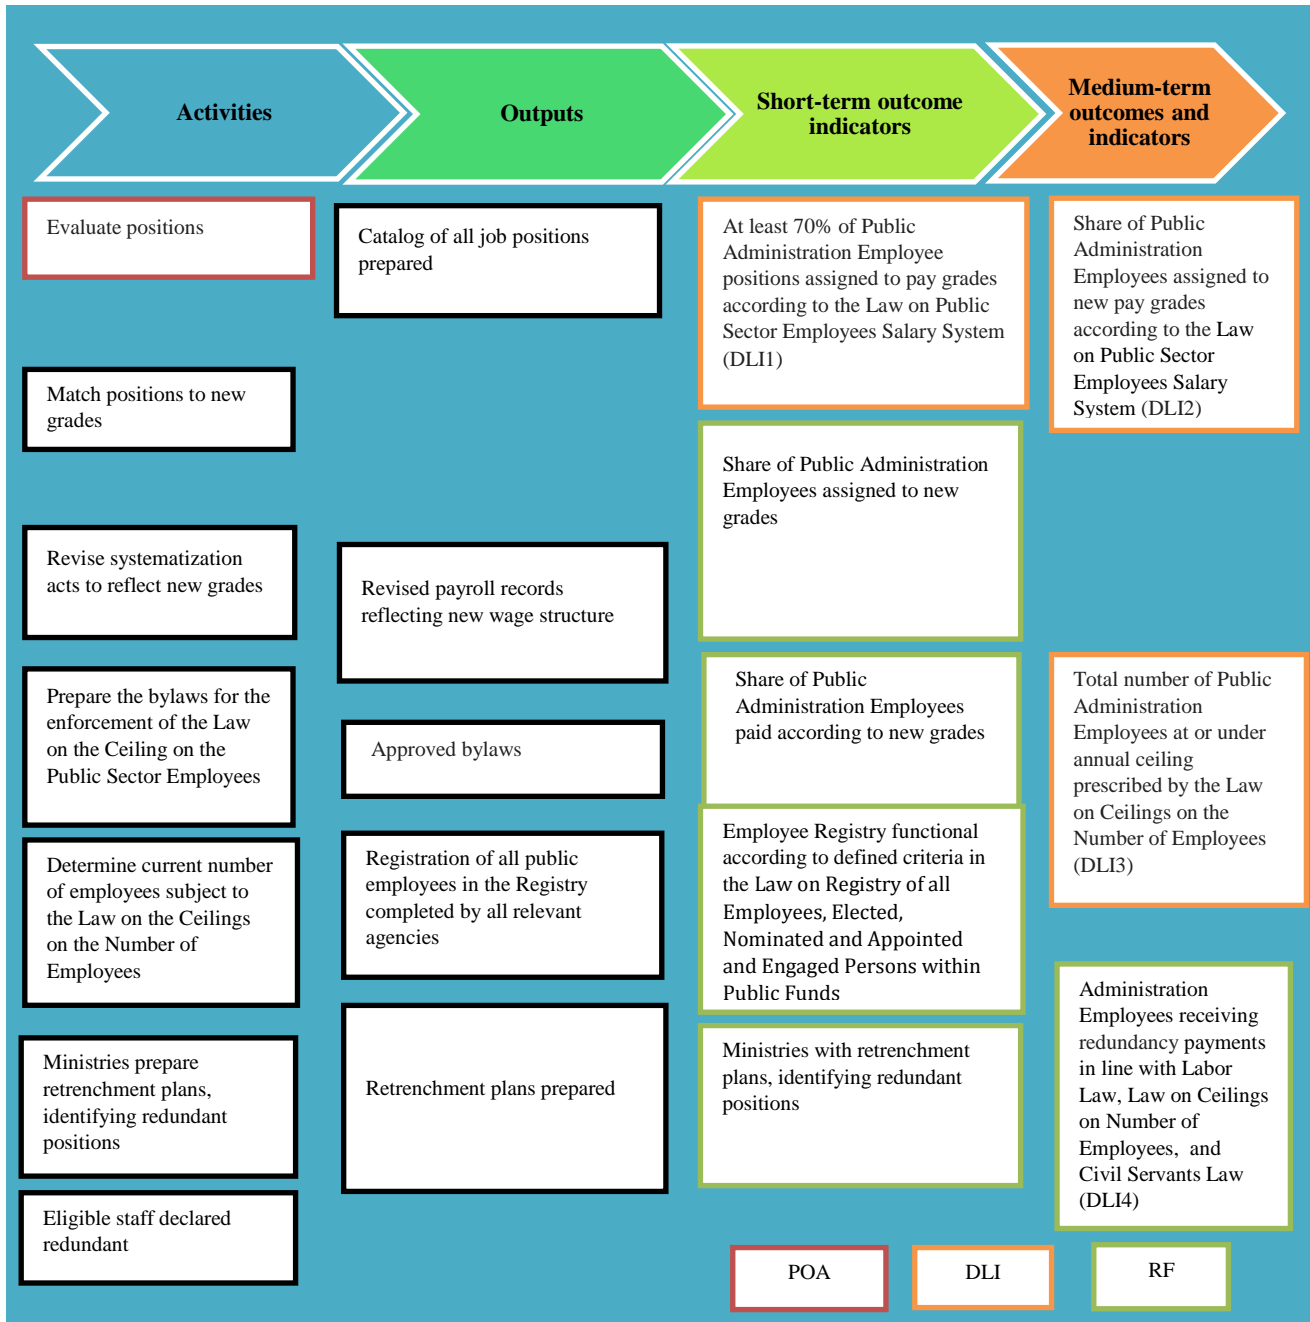 Activities
Outputs
Short-term outcome
indicators
Medium-term
outcomes and
indicators
Evaluate positions
Match positions to new
grades
Revise systematization
acts to reflect new grades
Prepare the bylaws for the
enforcement of the Law
on the Ceiling on the
Public Sector Employees
Determine current number
of employees subject to
the Law on the Ceilings
on the Number of
Employees
Ministries prepare
retrenchment plans,
identifying redundant
positions
Eligible staff declared
redundant
Catalog of all job positions
prepared
Revised payroll records
reflecting new wage structure
Approved bylaws
Registration of all public
employees in the Registry
completed by all relevant
agencies
Retrenchment plans prepared
At least 70% of Public
Administration Employee
positions assigned to pay grades
according to the Law on Public
Sector Employees Salary System
(DLI1)
Share of Public Administration
Employees assigned to new
grades
Share of Public
Administration Employees
paid according to new grades
Employee Registry functional
according to defined criteria in
the Law on Registry of all
Employees, Elected,
Nominated and Appointed
and Engaged Persons within
Public Funds
Ministries with retrenchment
plans, identifying redundant
positions
Share of Public
Administration
Employees assigned to
new pay grades
according to the Law
on Public Sector
Employees Salary
System (DLI2)
Total number of Public
Administration
Employees at or under
annual ceiling
prescribed by the Law
on Ceilings on the
Number of Employees
(DLI3)
Administration
Employees receiving
redundancy payments
in line with Labor
Law, Law on Ceilings
on Number of
Employees, and
Civil Servants Law
(DLI4)
POA
DLI
RF